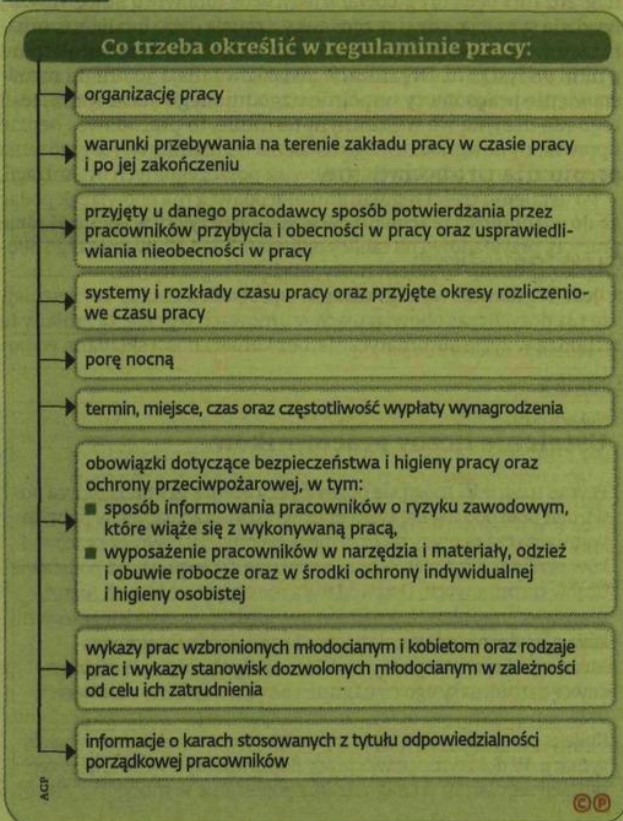 Co trzeba określić w regulaminie pracy:
organizację pracy
warunki przebywania na terenie zakładu pracy w czasie pracy
i po jej zakończeniu
przyjęty u danego pracodawcy sposób potwierdzania przez
pracowników przybycia i obecności w pracy oraz usprawiedli-
wiania nieobecności w pracy
systemy i rozkłady czasu pracy oraz przyjęte okresy rozliczenio-
we czasu pracy
porę nocną
termin, miejsce, czas oraz częstotliwość wypłaty wynagrodzenia
obowiązki dotyczące bezpieczeństwa i higieny pracy oraz
ochrony przeciwpożarowej, w tym:
■ sposób informowania pracowników o ryzyku zawodowym,
które wiąże się z wykonywaną pracą,
■ wyposażenie pracowników w narzędzia i materiały, odzież
i obuwie robocze oraz w środki ochrony indywidualnej
i higieny osobistej
wykazy prac wzbronionych młodocianym i kobietom oraz rodzaje
prac i wykazy stanowisk dozwolonych młodocianym w zależności
od celu ich zatrudnienia
informacje o karach stosowanych z tytułu odpowiedzialności
porządkowej pracowników
AGP
©℗